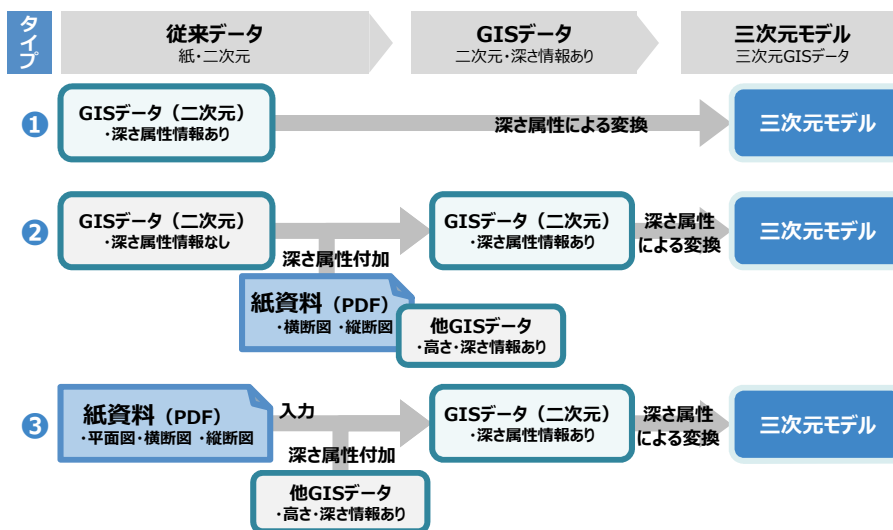 タイプ
従来データ
紙・二次元
GISデータ
二次元・深さ情報あり
三次元モデル
三次元GISデータ
❶
GISデータ（二次元）
・深さ属性情報あり
深さ属性による変換
三次元モデル
❷
GISデータ（二次元）
・深さ属性情報なし
深さ属性付加
紙資料（PDF）
・横断図 ・縦断図
他GISデータ
・高さ・深さ情報あり
GISデータ（二次元）
・深さ属性情報あり
深さ属性
による変換
三次元モデル
❸
紙資料（PDF）
・平面図・横断図 ・縦断図
入力
深さ属性付加
他GISデータ
・高さ・深さ情報あり
GISデータ（二次元）
・深さ属性情報あり
深さ属性
による変換
三次元モデル